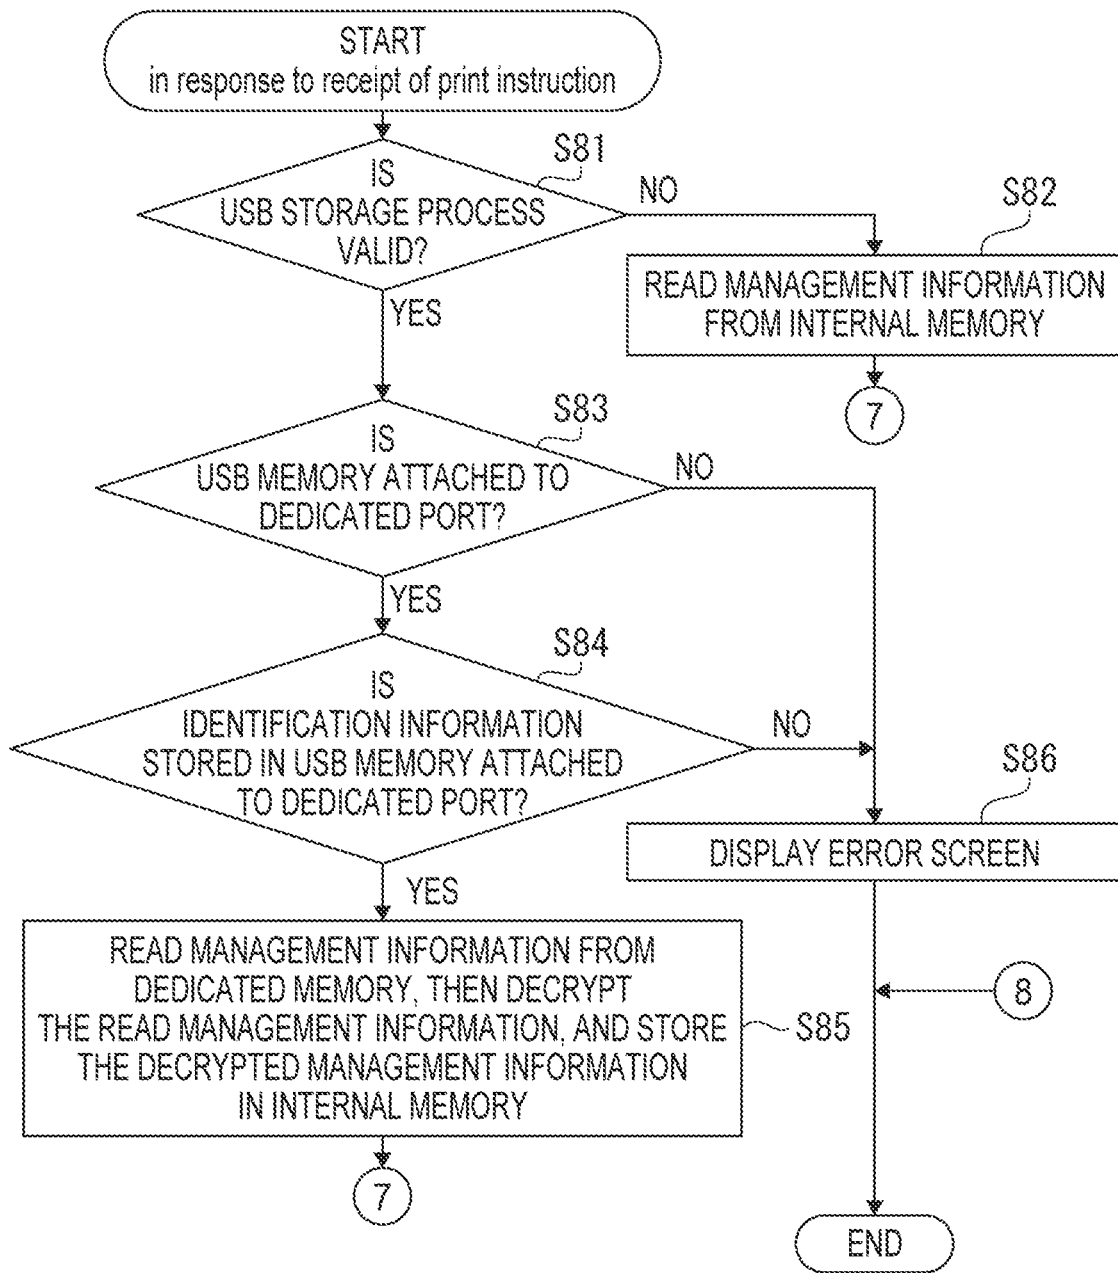 START
in response to receipt of print instruction
S81
IS
USB STORAGE PROCESS
VALID?
NO
YES
S82
READ MANAGEMENT INFORMATION
FROM INTERNAL MEMORY
7
S83
IS
USB MEMORY ATTACHED TO
DEDICATED PORT?
NO
YES
S84
IS
IDENTIFICATION INFORMATION
STORED IN USB MEMORY ATTACHED
TO DEDICATED PORT?
NO
YES
S86
DISPLAY ERROR SCREEN
READ MANAGEMENT INFORMATION FROM
DEDICATED MEMORY, THEN DECRYPT
THE READ MANAGEMENT INFORMATION, AND STORE
THE DECRYPTED MANAGEMENT INFORMATION
IN INTERNAL MEMORY
S85
8
7
END